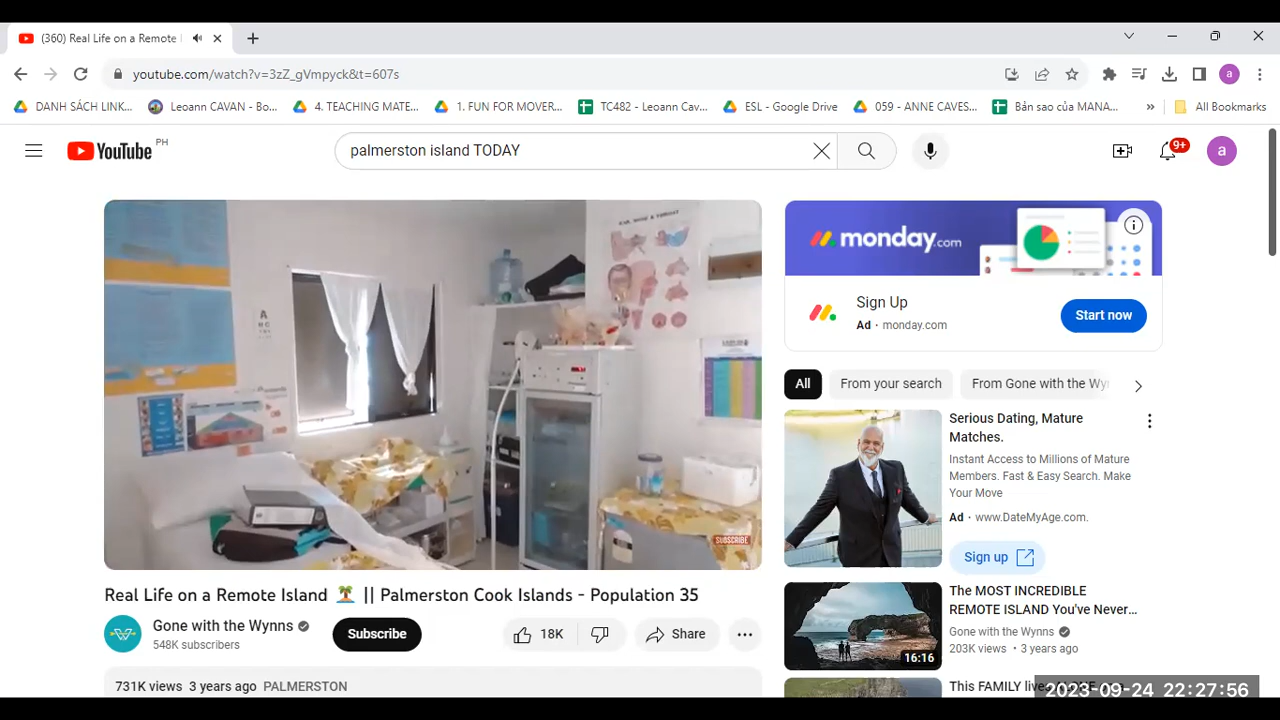 (360) Real Life on a Remote
youtube.com/watch?v=3zZ_gVmpyck&t=607s
DANH SÁCH LINK...
Leoann CAVAN - Bo...
4. TEACHING MATE...
1. FUN FOR MOVER...
TC482 - Leoann Cav...
ESL - Google Drive
059 - ANNE CAVES...
Bản sao của MANA...
»
All Bookmarks
a
YouTube PH
palmerston island TODAY
9+
a
EAR, NOSE & THROAT
A
M C
SUBSCRIBE
monday.com
Sign Up
Ad · monday.com
Start now
All
From your search
From Gone with the Wyn
Serious Dating, Mature
Matches.
Instant Access to Millions of Mature
Members. Fast & Easy Search. Make
Your Move
Ad · www.DateMyAge.com.
Sign up
Real Life on a Remote Island 🏝️ || Palmerston Cook Islands - Population 35
Gone with the Wynns
548K subscribers
Subscribe
18K
Share
731K views 3 years ago PALMERSTON
The MOST INCREDIBLE
REMOTE ISLAND You've Never...
Gone with the Wynns
203K views · 3 years ago
16:16
This FAMILY live
2023-09-24 22:27:56